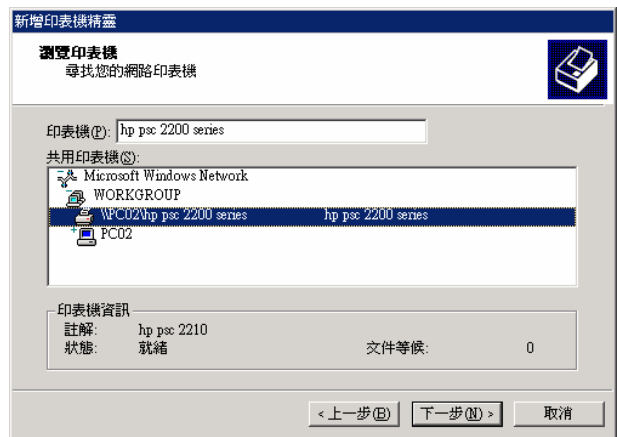 新增印表機精靈
瀏覽印表機
尋找您的網路印表機
印表機(P): hp psc 2200 series
共用印表機(S):
Microsoft Windows Network
WORKGROUP
\\PC02\hp psc 2200 series hp psc 2200 series
PC02
印表機資訊
註解: hp psc 2210
狀態: 就緒 文件等候: 0
<上一步(B) 下一步(N)> 取消